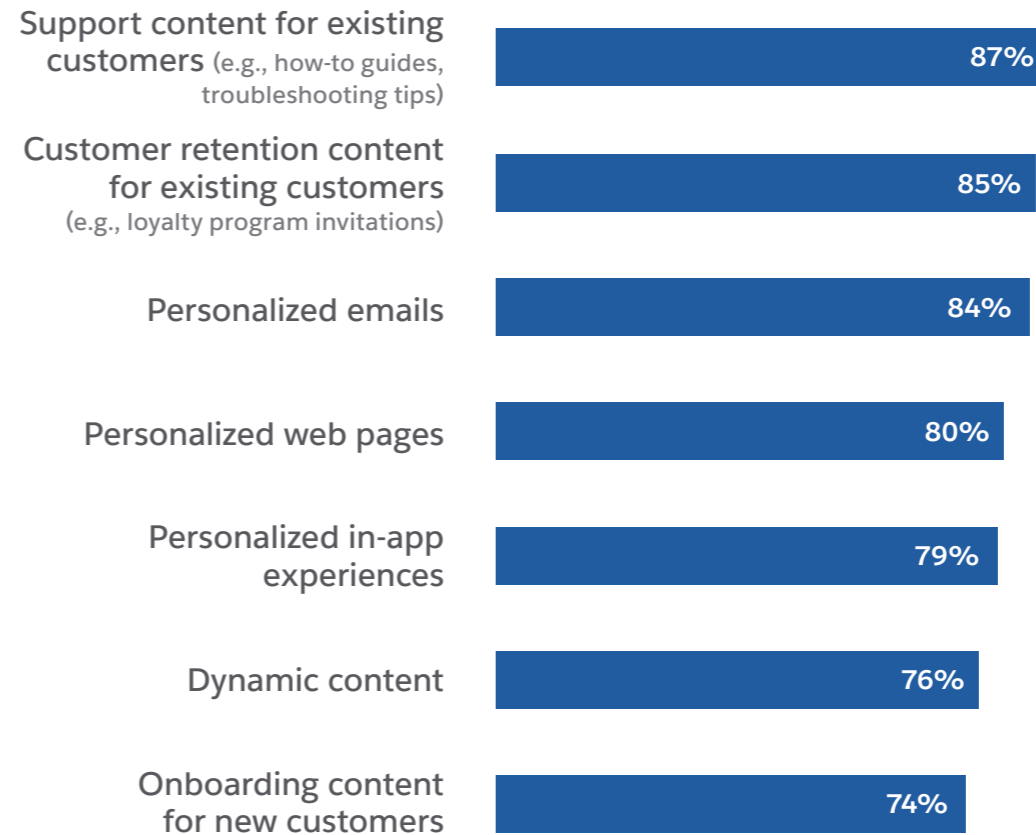 Support content for existing
customers (e.g., how-to guides,
troubleshooting tips)
87%
Customer retention content
for existing customers
(e.g., loyalty program invitations)
85%
Personalized emails
84%
Personalized web pages
80%
Personalized in-app
experiences
79%
Dynamic content
76%
Onboarding content
for new customers
74%